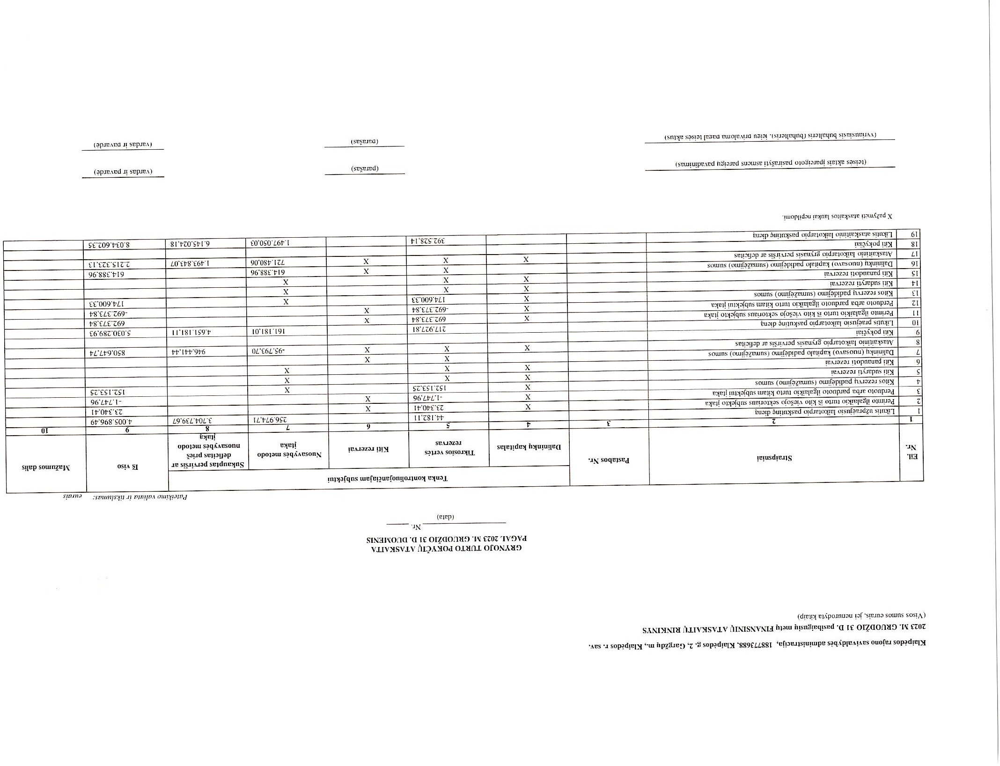 Klaipėdos rajono savivaldybės administracija, 188773688, Klaipėdos g. 2, Gargždų m., Klaipėdos r. sav.
2023 M. GRUODŽIO 31 D. pasibaigusių metų FINANSINIŲ ATASKAITŲ RINKINYS
(Visos sumos eurais, jei nenurodyta kitaip)
GRYNOJO TURTO POKYČIŲ ATASKAITA
PAGAL 2023 M. GRUODŽIO 31 D. DUOMENIS
Nr.
(data)
Pateikimo valiuta ir tikslumas: eurais
Eil. Nr. Straipsniai Pastabos Nr. Tenka kontroliuojančiajam subjektui Iš viso Mažumos dalis
Dalininkų kapitalas Tikrosios vertės rezervas Kiti rezervai Nuosavybės metodo įtaka Sukauptas perviršis ar deficitas prieš nuosavybės metodo įtaką
1 2 3 4 5 6 7 8 9 10
1 Likutis užpraėjusio laikotarpio paskutinę dieną 44.182,11 256.974,71 3.704.739,67 4.005.896,49
2 Perimto ilgalaikio turto iš kito viešojo sektoriaus subjekto įtaka X 23.340,41 X 23.340,41
3 Perduoto arba parduoto ilgalaikio turto kitam subjektui įtaka X -1.747,96 X -1.747,96
4 Kitos rezervų padidėjimo (sumažėjimo) sumos X 152.153,25 X 152.153,25
5 Kiti sudaryti rezervai X X X
6 Kiti panaudoti rezervai X X X
7 Dalininkų (nuosavo) kapitalo padidėjimo (sumažėjimo) sumos X X
8 Ataskaitinio laikotarpio grynasis perviršis ar deficitas X X X -95.793,70 946.441,44 850.647,74
9 Kiti pokyčiai
10 Likutis praėjusio laikotarpio paskutinę dieną 217.927,81 161.181,01 4.651.181,11 5.030.289,93
11 Perimto ilgalaikio turto iš kito viešojo sektoriaus subjekto įtaka X 692.373,84 X 692.373,84
12 Perduoto arba parduoto ilgalaikio turto kitam subjektui įtaka X -692.373,84 X -692.373,84
13 Kitos rezervų padidėjimo (sumažėjimo) sumos X 174.600,33 X 174.600,33
14 Kiti sudaryti rezervai X X X
15 Kiti panaudoti rezervai X X X
16 Dalininkų (nuosavo) kapitalo padidėjimo (sumažėjimo) sumos X X 614.388,96 614.388,96
17 Ataskaitinio laikotarpio grynasis perviršis ar deficitas X X X 721.480,06 1.493.843,07 2.215.323,13
18 Kiti pokyčiai
19 Likutis ataskaitinio laikotarpio paskutinę dieną 392.528,14 1.497.050,03 6.145.024,18 8.034.602,35
X pažymėti ataskaitos laukai nepildomi.
(teisės aktais įpareigoto pasirašyti asmens pareigų pavadinimas) (parašas) (vardas ir pavardė)
(vyriausiasis buhalteris (buhalteris), jeigu privaloma pagal teisės aktus) (parašas) (vardas ir pavardė)